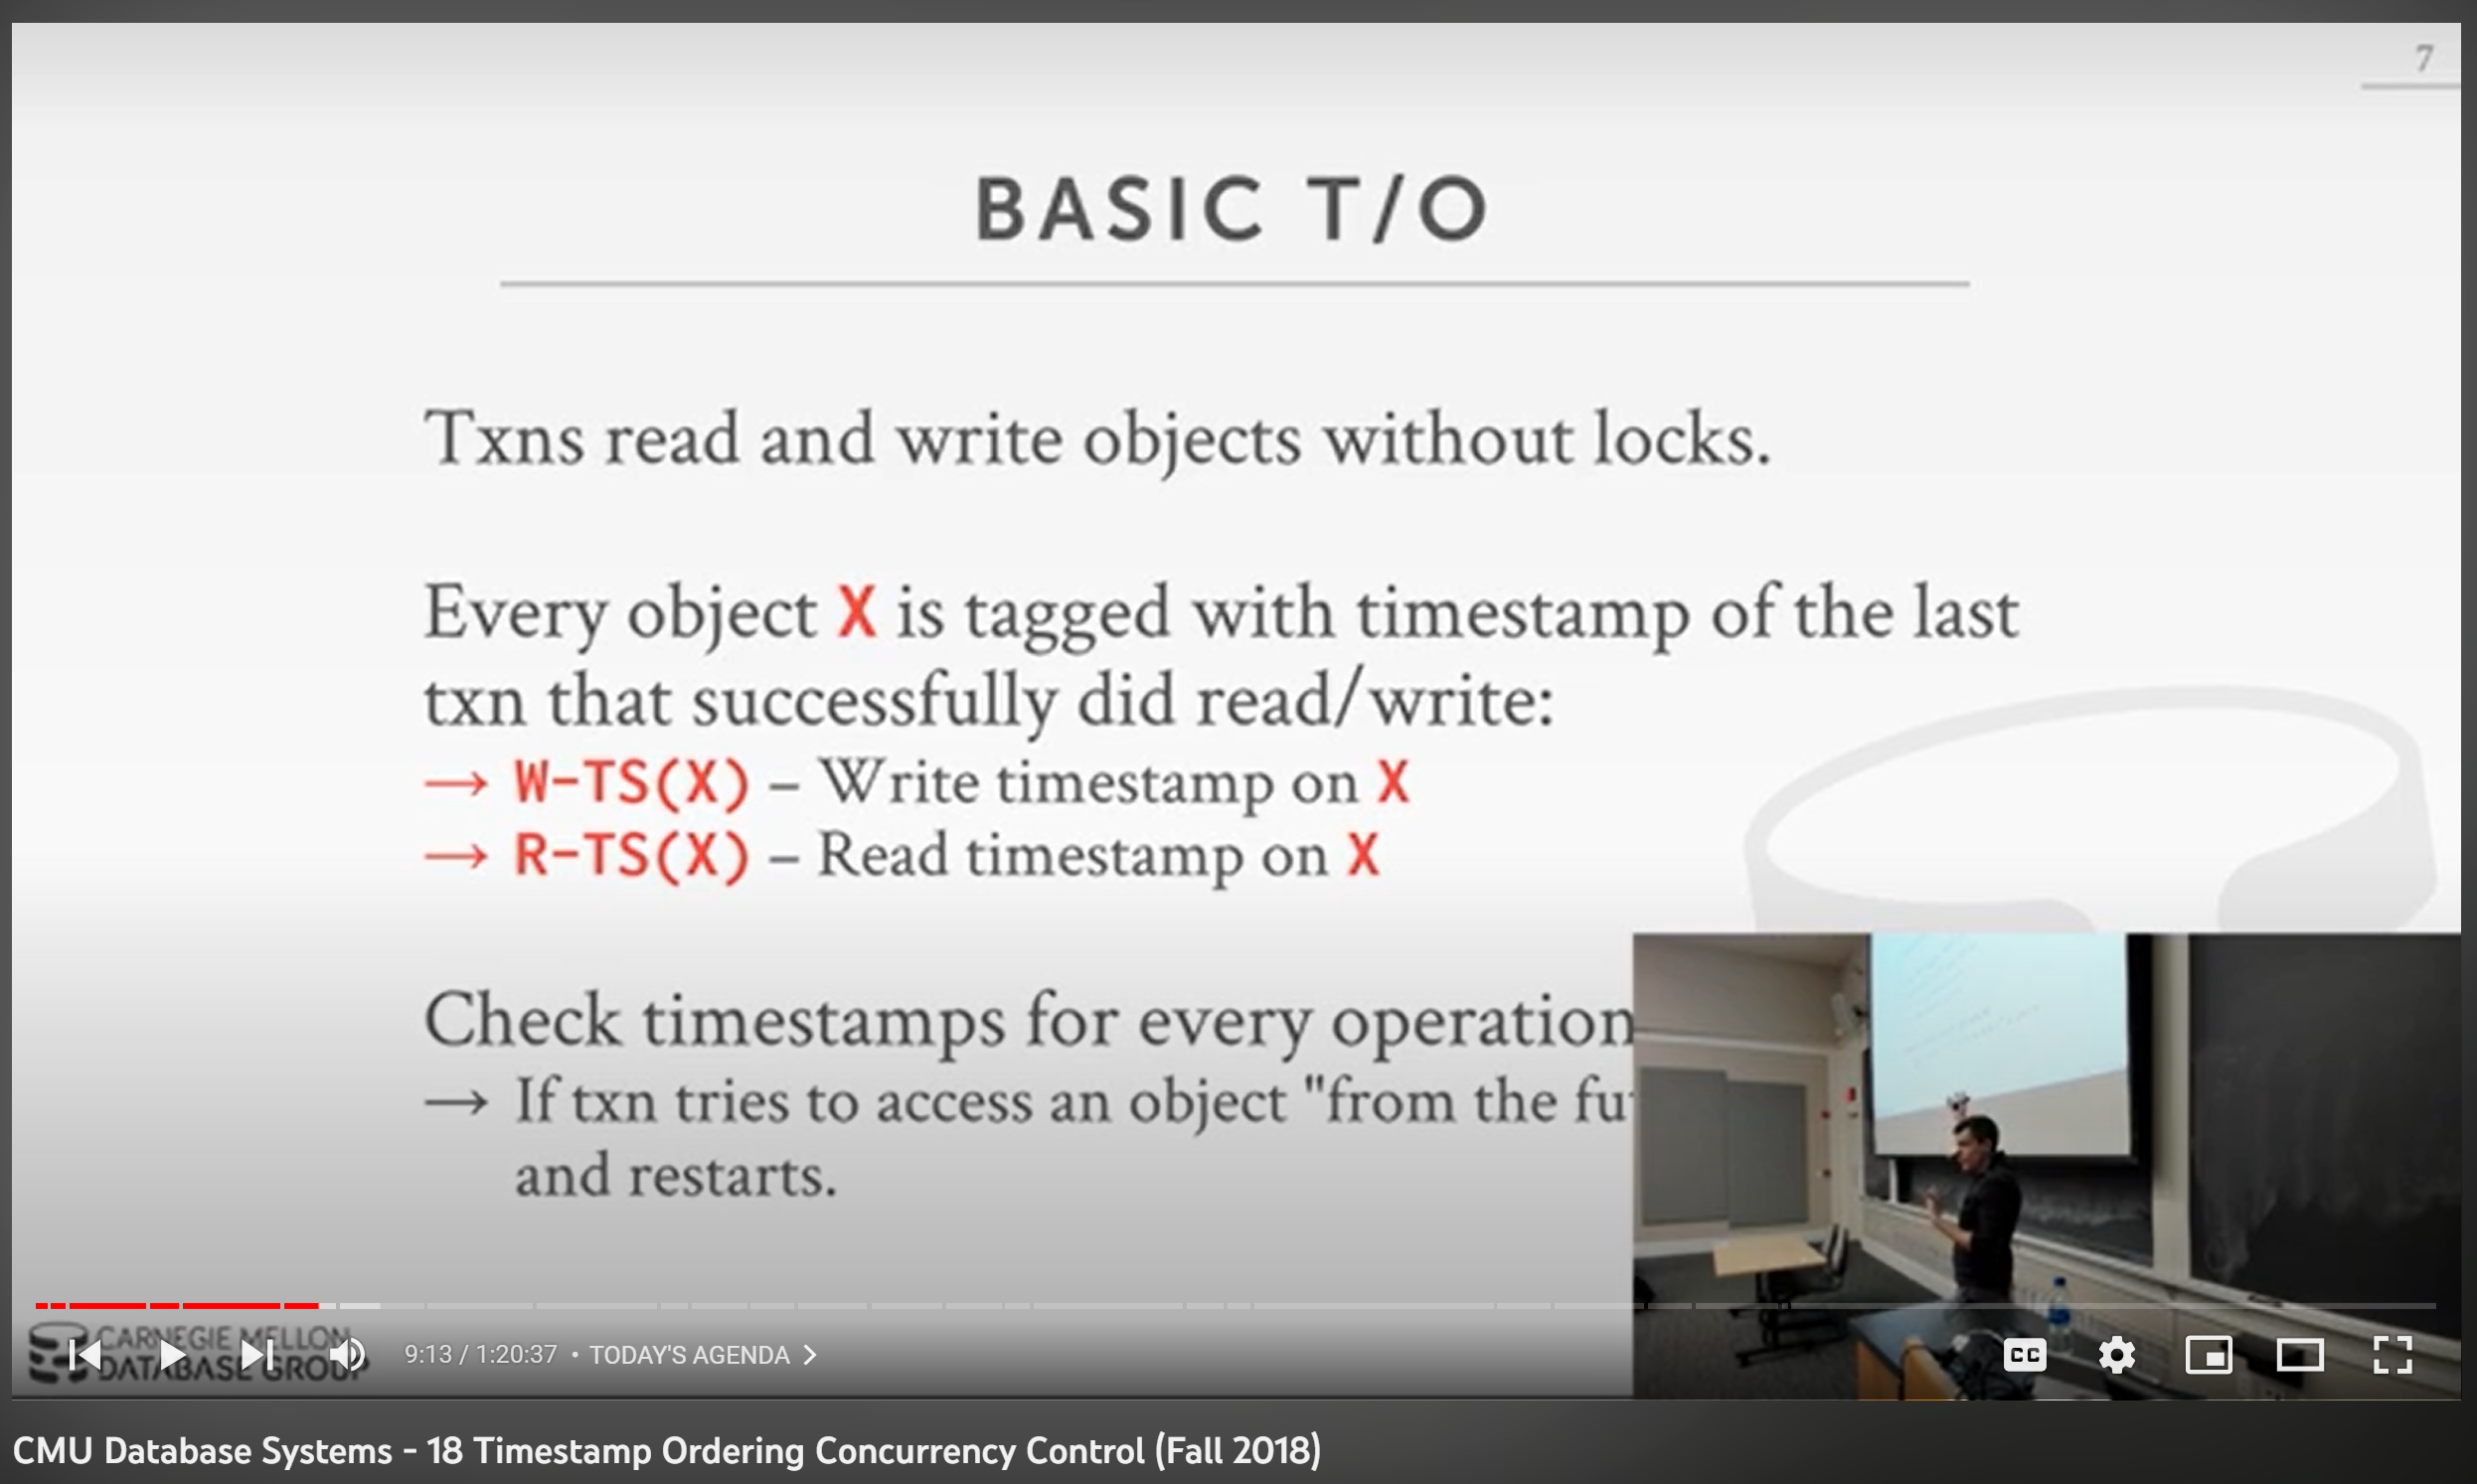 7
BASIC T/O
Txns read and write objects without locks.
Every object X is tagged with timestamp of the last
txn that successfully did read/write:
→ W-TS(X) – Write timestamp on X
→ R-TS(X) – Read timestamp on X
Check timestamps for every operation
→ If txn tries to access an object "from the
and restarts.
CARNEGIE MELLON
DATABASE GROUP
9:13 / 1:20:37 • TODAY'S AGENDA
CC
CMU Database Systems - 18 Timestamp Ordering Concurrency Control (Fall 2018)